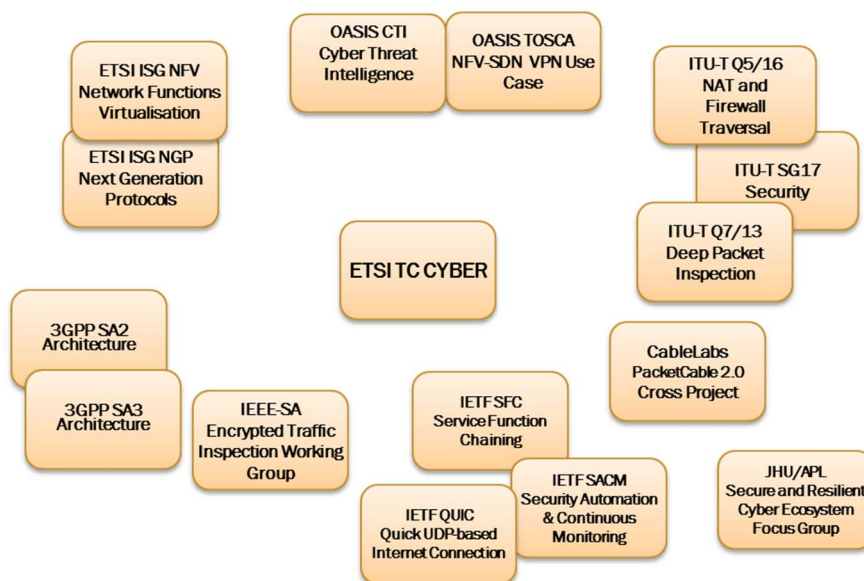 OASIS CTI
Cyber Threat
Intelligence
OASIS TOSCA
NFV-SDN VPN Use
Case
ETSI ISG NFV
Network Functions
Virtualisation
ITU-T Q5/16
NAT and
Firewall
Traversal
ETSI ISG NGP
Next Generation
Protocols
ITU-T SG17
Security
ITU-T Q7/13
Deep Packet
Inspection
ETSI TC CYBER
3GPP SA2
Architecture
CableLabs
PacketCable 2.0
Cross Project
3GPP SA3
Architecture
IEEE-SA
Encrypted Traffic
Inspection Working
Group
IETF SFC
Service Function
Chaining
IETF SACM
Security Automation
& Continuous
Monitoring
JHU/APL
Secure and Resilient
Cyber Ecosystem
Focus Group
IETF QUIC
Quick UDP-based
Internet Connection